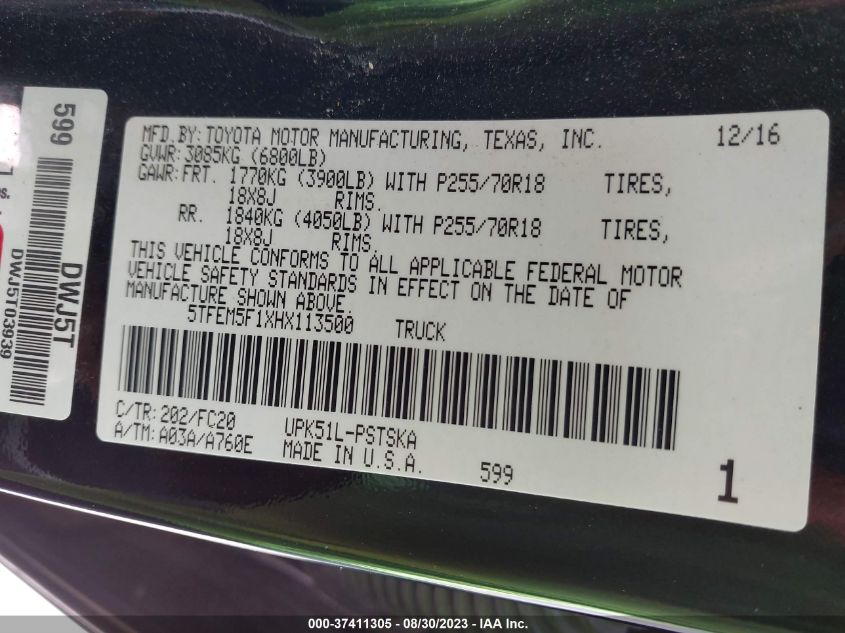 599
DWJ5T
DWJ5T03939
MFD.BY:TOYOTA MOTOR MANUFACTURING, TEXAS, INC. 12/16
GVWR:3085KG (6800LB)
GAWR:FRT. 1770KG (3900LB) WITH P255/70R18 TIRES,
18X8J RIMS.
RR. 1840KG (4050LB) WITH P255/70R18 TIRES,
18X8J RIMS.
THIS VEHICLE CONFORMS TO ALL APPLICABLE FEDERAL MOTOR
VEHICLE SAFETY STANDARDS IN EFFECT ON THE DATE OF
MANUFACTURE SHOWN ABOVE.
5TFEM5F1XHX113500 TRUCK
C/TR:202/FC20 UPK51L-PSTSKA
A/TM:A03A/A760E MADE IN U.S.A. 599
1
000-37411305 - 08/30/2023 - IAA Inc.